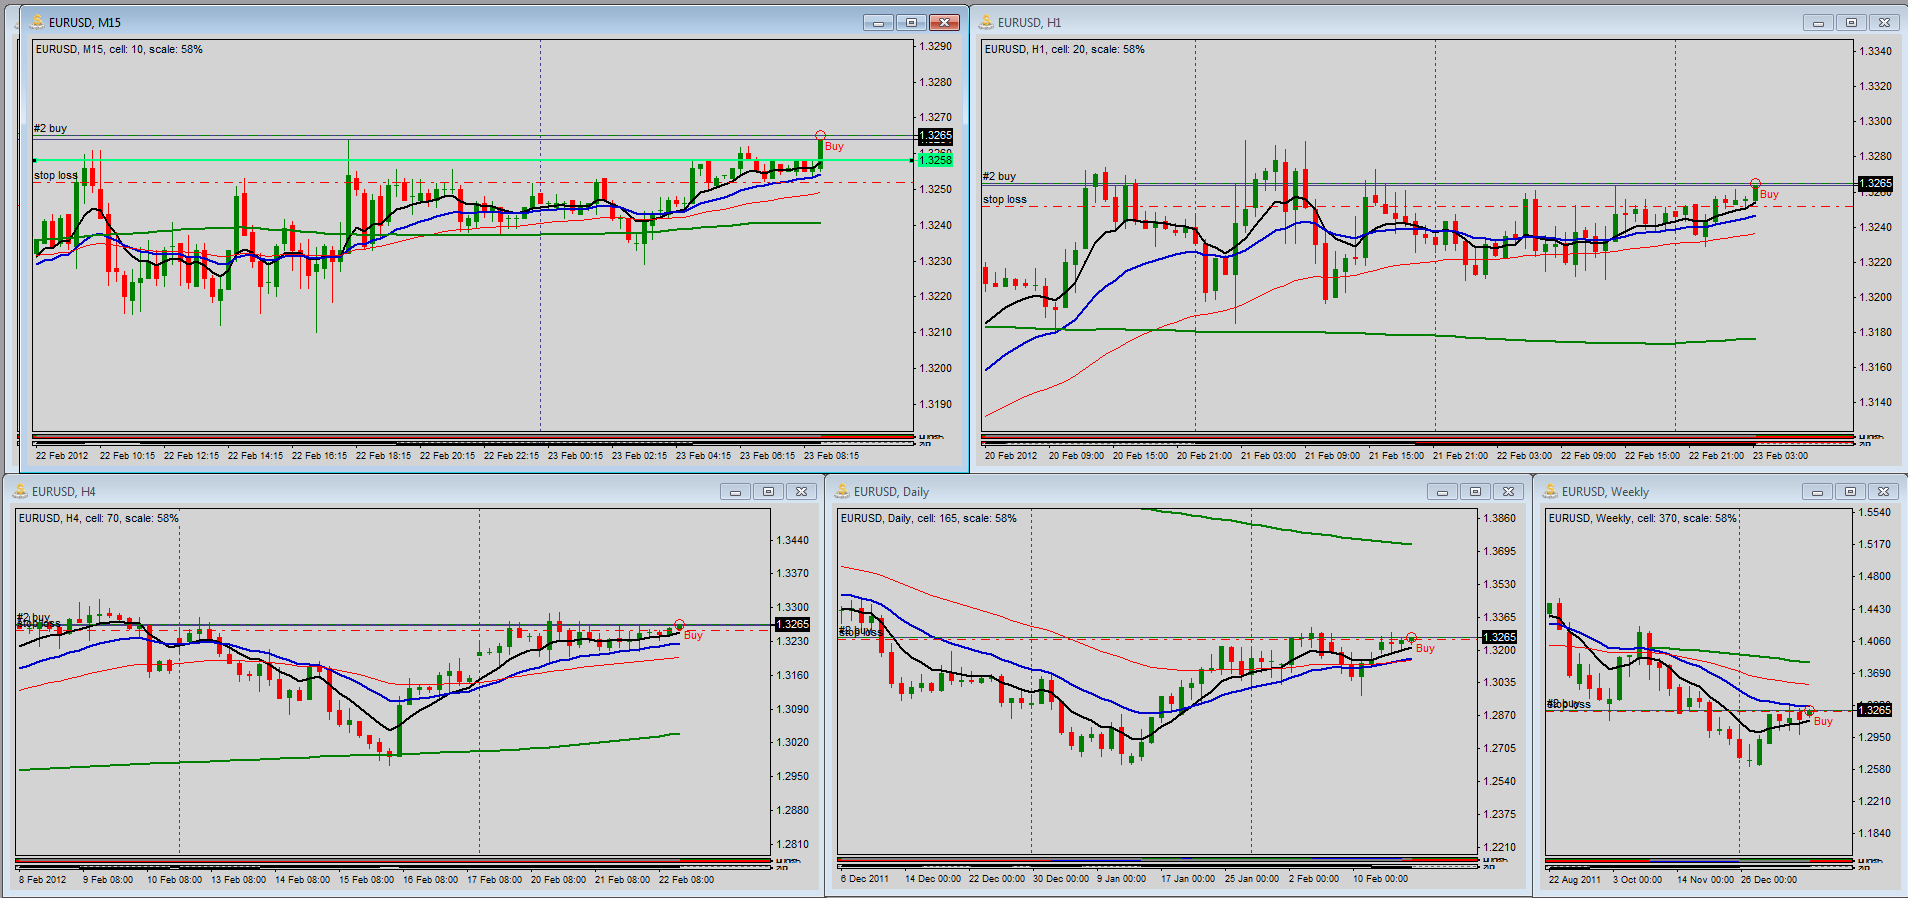 EURUSD, M15
EURUSD, M15, cell: 10, scale: 58%
#2 buy
stop loss
Buy
1.3290
1.3280
1.3270
1.3265
1.3258
1.3250
1.3240
1.3230
1.3220
1.3210
1.3200
1.3190
22 Feb 2012 22 Feb 10:15 22 Feb 12:15 22 Feb 14:15 22 Feb 16:15 22 Feb 18:15 22 Feb 20:15 22 Feb 22:15 23 Feb 00:15 23 Feb 02:15 23 Feb 04:15 23 Feb 06:15 23 Feb 08:15
EURUSD, H1
EURUSD, H1, cell: 20, scale: 58%
#2 buy
stop loss
Buy
1.3340
1.3320
1.3300
1.3280
1.3265
1.3240
1.3220
1.3200
1.3180
1.3160
1.3140
20 Feb 2012 20 Feb 09:00 20 Feb 15:00 20 Feb 21:00 21 Feb 03:00 21 Feb 09:00 21 Feb 15:00 21 Feb 21:00 22 Feb 03:00 22 Feb 09:00 22 Feb 15:00 22 Feb 21:00 23 Feb 03:00
EURUSD, H4
EURUSD, H4, cell: 70, scale: 58%
#2 buy
stop loss
Buy
1.3440
1.3370
1.3300
1.3265
1.3230
1.3160
1.3090
1.3020
1.2950
1.2880
1.2810
8 Feb 2012 9 Feb 08:00 10 Feb 08:00 13 Feb 08:00 14 Feb 08:00 15 Feb 08:00 16 Feb 08:00 17 Feb 08:00 20 Feb 08:00 21 Feb 08:00 22 Feb 08:00
EURUSD, Daily
EURUSD, Daily, cell: 165, scale: 58%
#2 buy
stop loss
Buy
1.3860
1.3695
1.3530
1.3365
1.3265
1.3200
1.3035
1.2870
1.2705
1.2540
1.2375
1.2210
6 Dec 2011 14 Dec 00:00 22 Dec 00:00 30 Dec 00:00 9 Jan 00:00 17 Jan 00:00 25 Jan 00:00 2 Feb 00:00 10 Feb 00:00
EURUSD, Weekly
EURUSD, Weekly, cell: 370, scale: 58%
#2 buy
stop loss
Buy
1.5540
1.5170
1.4800
1.4430
1.4060
1.3690
1.3265
1.2950
1.2580
1.2210
1.1840
22 Aug 2011 3 Oct 00:00 14 Nov 00:00 26 Dec 00:00